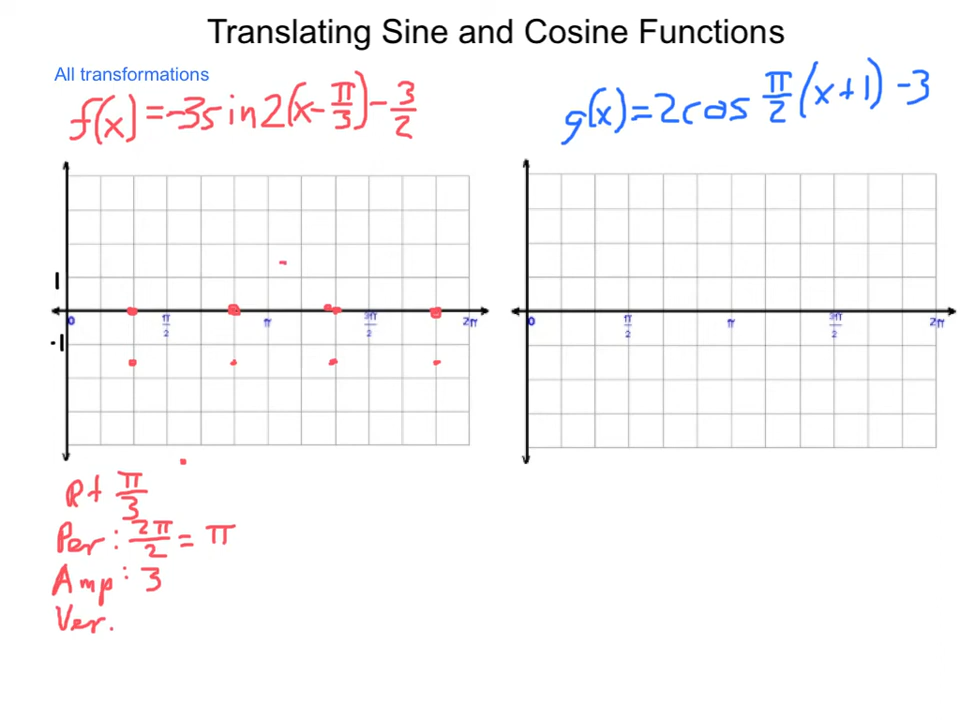 Translating Sine and Cosine Functions
All transformations
f(x) = -3sin2(x - π/3) - 3/2
g(x) = 2cos π/2 (x+1) -3
1
-1
0 π/2 π 3π/2 2π
0 π/2 π 3π/2 2π
Rt π/3
Per: 2π/2 = π
Amp: 3
Ver.